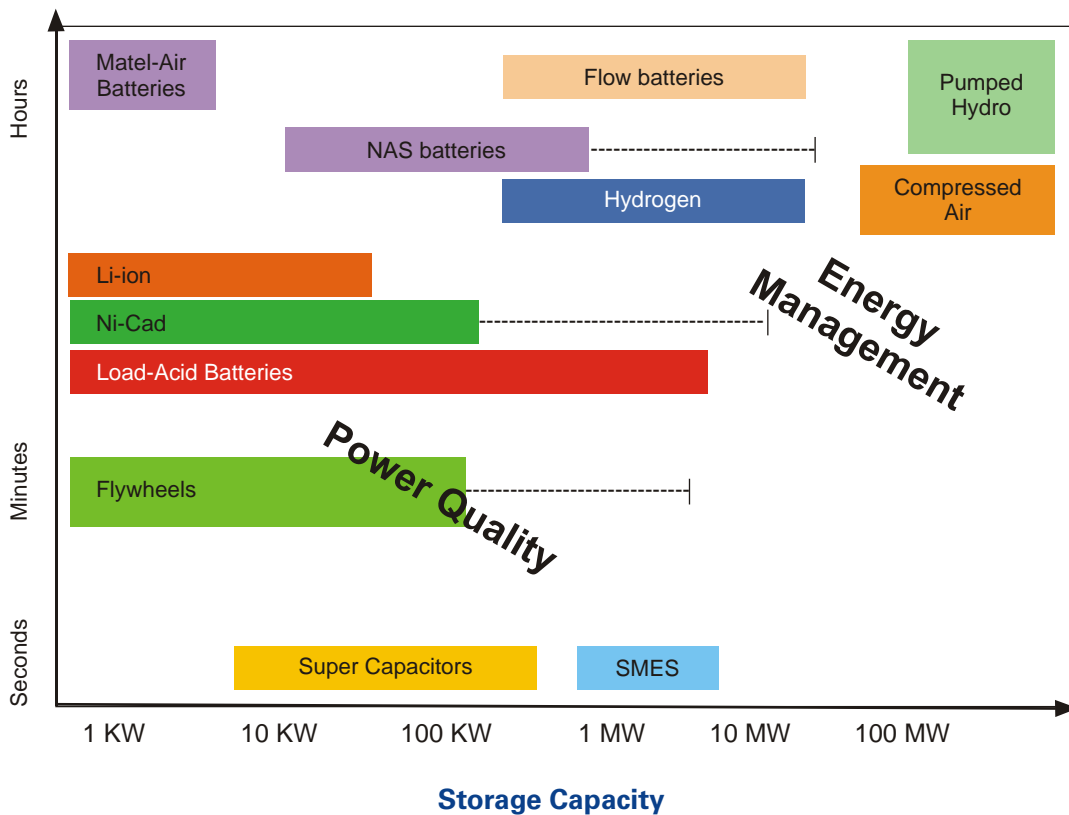 Hours
Matel-Air
Batteries
Flow batteries
Pumped
Hydro
NAS batteries
Hydrogen
Compressed
Air
Li-ion
Ni-Cad
Load-Acid Batteries
Energy
Management
Minutes
Flywheels
Power Quality
Seconds
Super Capacitors
SMES
1 KW
10 KW
100 KW
1 MW
10 MW
100 MW
Storage Capacity